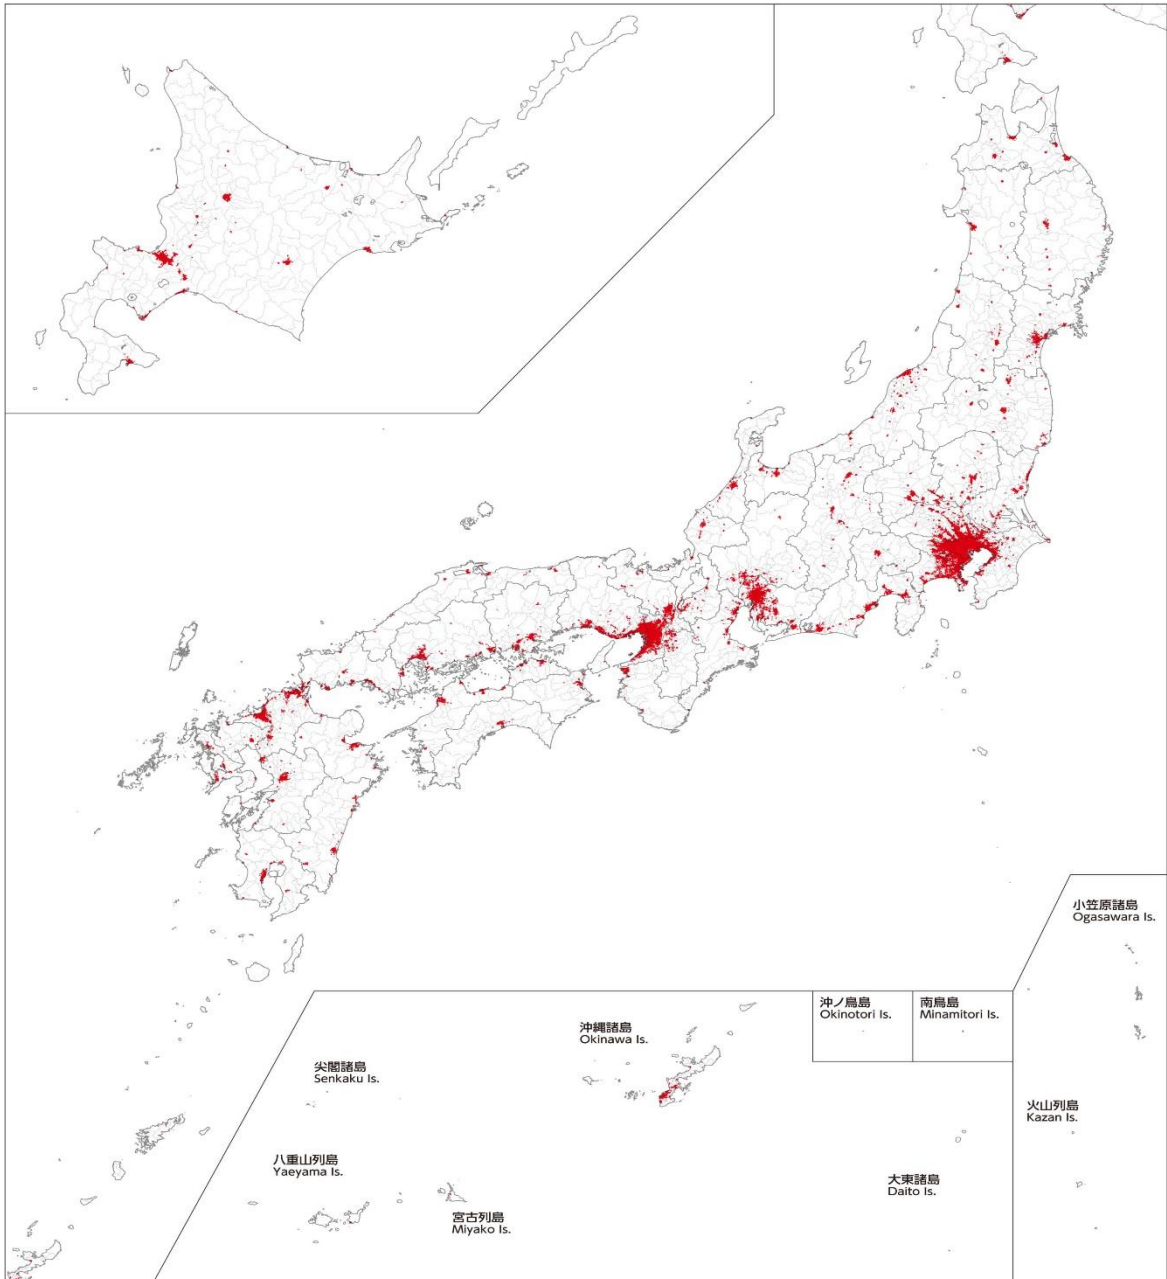 小笠原諸島
Ogasawara Is.
沖ノ鳥島
Okinotori Is.
南鳥島
Minamitori Is.
沖縄諸島
Okinawa Is.
尖閣諸島
Senkaku Is.
火山列島
Kazan Is.
八重山列島
Yaeyama Is.
大東諸島
Daito Is.
宮古列島
Miyako Is.